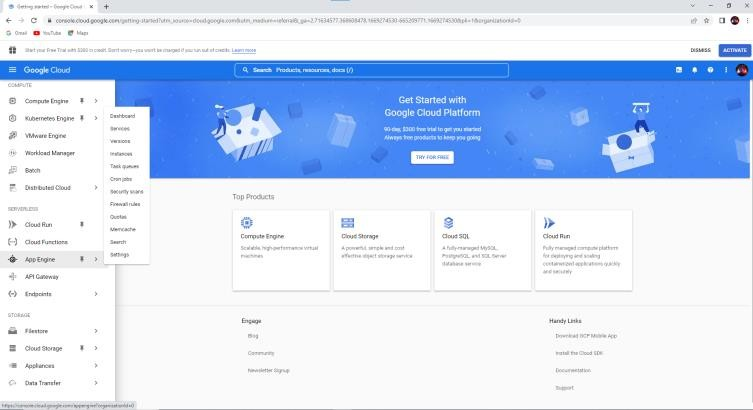 Getting started – Google Cloud
console.cloud.google.com/getting-started?utm_source=cloud.google.com&utm_medium=referral&_ga=2.71634577.368608478.1669274530-665209771.1669274530&pli=1&organizationId=0
Gmail YouTube Maps
Start your Free Trial with $300 in credit. Don't worry—you won't be charged if you run out of credits. Learn more
DISMISS
ACTIVATE
Google Cloud
Search Products, resources, docs (/)
COMPUTE
Compute Engine
Kubernetes Engine
VMware Engine
Workload Manager
Batch
Distributed Cloud
SERVERLESS
Cloud Run
Cloud Functions
App Engine
API Gateway
Endpoints
STORAGE
Filestore
Cloud Storage
Appliances
Data Transfer
Dashboard
Services
Versions
Instances
Task queues
Cron jobs
Security scans
Firewall rules
Quotas
Memcache
Search
Settings
Get Started with
Google Cloud Platform
90-day, $300 free trial to get you started
Always free products to keep you going
TRY FOR FREE
Top Products
Compute Engine
Scalable, high-performance virtual
machines
Cloud Storage
A powerful, simple and cost
effective object storage service
Cloud SQL
A fully-managed MySQL,
PostgreSQL, and SQL Server
database service
Cloud Run
Fully managed compute platform
for deploying and scaling
containerized applications quickly
and securely
Engage
Blog
Community
Newsletter Signup
Handy Links
Download GCP Mobile App
Install the Cloud SDK
Documentation
Support
https://console.cloud.google.com/appengine?organizationId=0